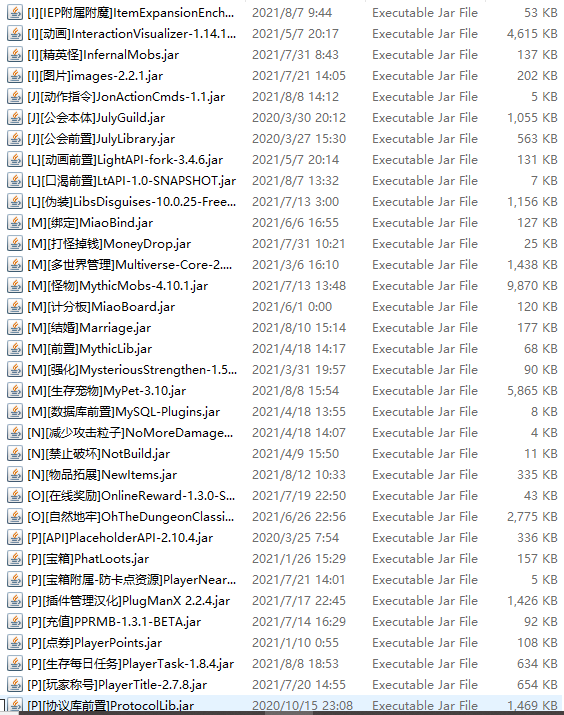 [I][IEP附属附魔]ItemExpansionEnch... 2021/8/7 9:44 Executable Jar File 53 KB
[I][动画]InteractionVisualizer-1.14.1... 2021/5/7 20:17 Executable Jar File 4,615 KB
[I][精英怪]InfernalMobs.jar 2021/7/31 8:43 Executable Jar File 137 KB
[I][图片]images-2.2.1.jar 2021/7/21 14:05 Executable Jar File 202 KB
[J][动作指令]JonActionCmds-1.1.jar 2021/8/8 14:12 Executable Jar File 5 KB
[J][公会本体]JulyGuild.jar 2020/3/30 20:12 Executable Jar File 1,055 KB
[J][公会前置]JulyLibrary.jar 2020/3/27 15:30 Executable Jar File 563 KB
[L][动画前置]LightAPI-fork-3.4.6.jar 2021/5/7 20:14 Executable Jar File 131 KB
[L][口渴前置]LtAPI-1.0-SNAPSHOT.jar 2021/8/7 13:32 Executable Jar File 7 KB
[L][伪装]LibsDisguises-10.0.25-Free... 2021/7/13 3:00 Executable Jar File 1,156 KB
[M][绑定]MiaoBind.jar 2021/6/6 16:55 Executable Jar File 127 KB
[M][打怪掉钱]MoneyDrop.jar 2021/7/31 10:21 Executable Jar File 25 KB
[M][多世界管理]Multiverse-Core-2.... 2021/3/6 16:10 Executable Jar File 1,438 KB
[M][怪物]MythicMobs-4.10.1.jar 2021/7/13 13:48 Executable Jar File 9,870 KB
[M][计分板]MiaoBoard.jar 2021/6/1 0:00 Executable Jar File 120 KB
[M][结婚]Marriage.jar 2021/8/10 15:14 Executable Jar File 177 KB
[M][前置]MythicLib.jar 2021/4/18 14:17 Executable Jar File 68 KB
[M][强化]MysteriousStrengthen-1.5... 2021/3/31 19:57 Executable Jar File 90 KB
[M][生存宠物]MyPet-3.10.jar 2021/8/8 15:54 Executable Jar File 5,865 KB
[M][数据库前置]MySQL-Plugins.jar 2021/4/18 13:55 Executable Jar File 8 KB
[N][减少攻击粒子]NoMoreDamage... 2021/4/18 14:07 Executable Jar File 4 KB
[N][禁止破坏]NotBuild.jar 2021/4/9 15:50 Executable Jar File 11 KB
[N][物品拓展]NewItems.jar 2021/8/12 10:33 Executable Jar File 335 KB
[O][在线奖励]OnlineReward-1.3.0-S... 2021/7/19 22:50 Executable Jar File 43 KB
[O][自然地牢]OhTheDungeonClassi... 2021/6/26 22:56 Executable Jar File 2,775 KB
[P][API]PlaceholderAPI-2.10.4.jar 2020/3/25 7:54 Executable Jar File 336 KB
[P][宝箱]PhatLoots.jar 2021/1/26 15:29 Executable Jar File 157 KB
[P][宝箱附属-防卡点资源]PlayerNear... 2021/7/21 14:01 Executable Jar File 5 KB
[P][插件管理汉化]PlugManX 2.2.4.jar 2021/7/17 22:45 Executable Jar File 1,426 KB
[P][充值]PPRMB-1.3.1-BETA.jar 2021/7/14 16:29 Executable Jar File 92 KB
[P][点券]PlayerPoints.jar 2021/1/10 0:55 Executable Jar File 108 KB
[P][生存每日任务]PlayerTask-1.8.4.jar 2021/8/8 18:53 Executable Jar File 634 KB
[P][玩家称号]PlayerTitle-2.7.8.jar 2021/7/20 14:55 Executable Jar File 654 KB
[P][协议库前置]ProtocolLib.jar 2020/10/15 23:08 Executable Jar File 1,469 KB